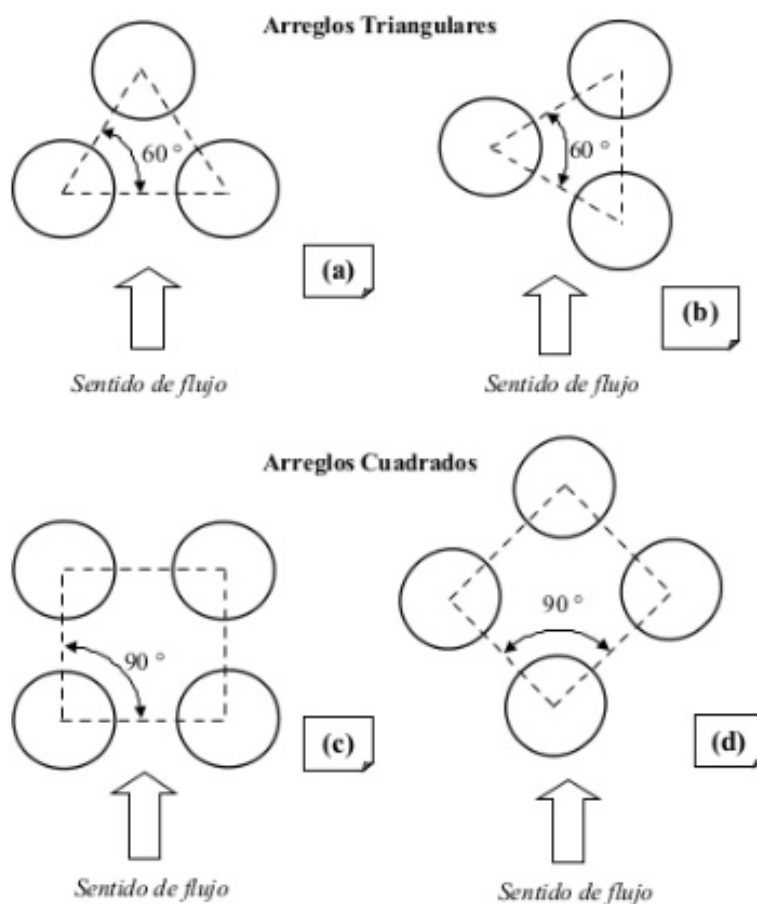 Arreglos Triangulares
60 °
60 °
(a)
(b)
Sentido de flujo
Sentido de flujo
Arreglos Cuadrados
90 °
90 °
(c)
(d)
Sentido de flujo
Sentido de flujo